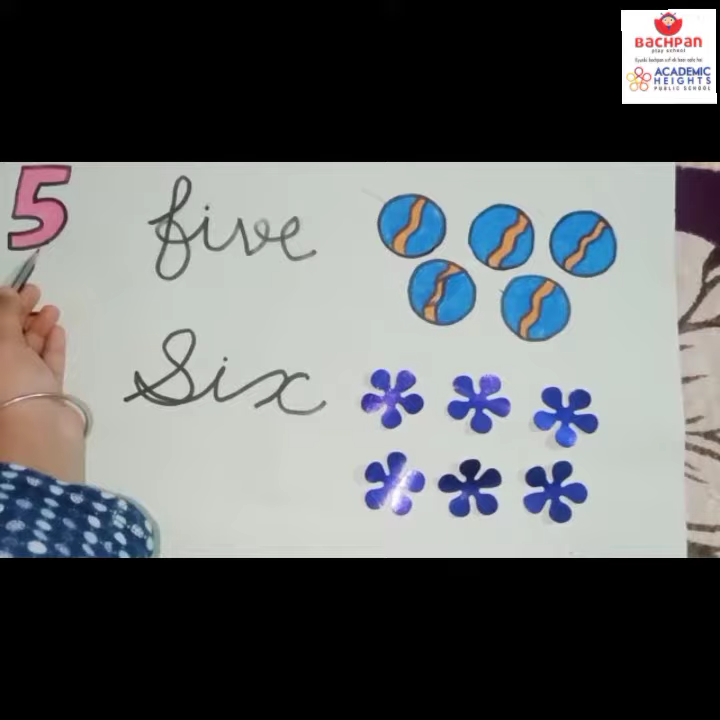 BACHPAN
play school
ACADEMIC
HEIGHTS
PUBLIC SCHOOL
5 five
Six